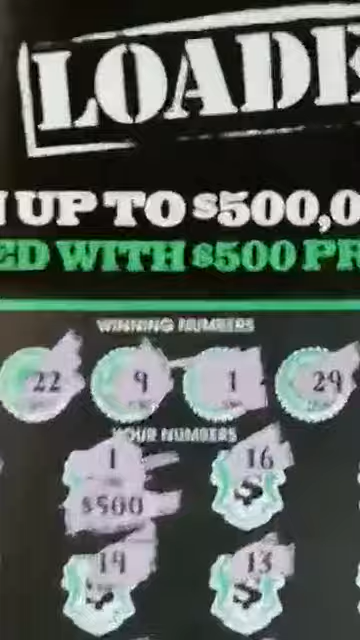 LOADE
UP TO $500,0
ED WITH $500 PR
WINNING NUMBERS
22 9 1 29
YOUR NUMBERS
1 16
$500
19 13